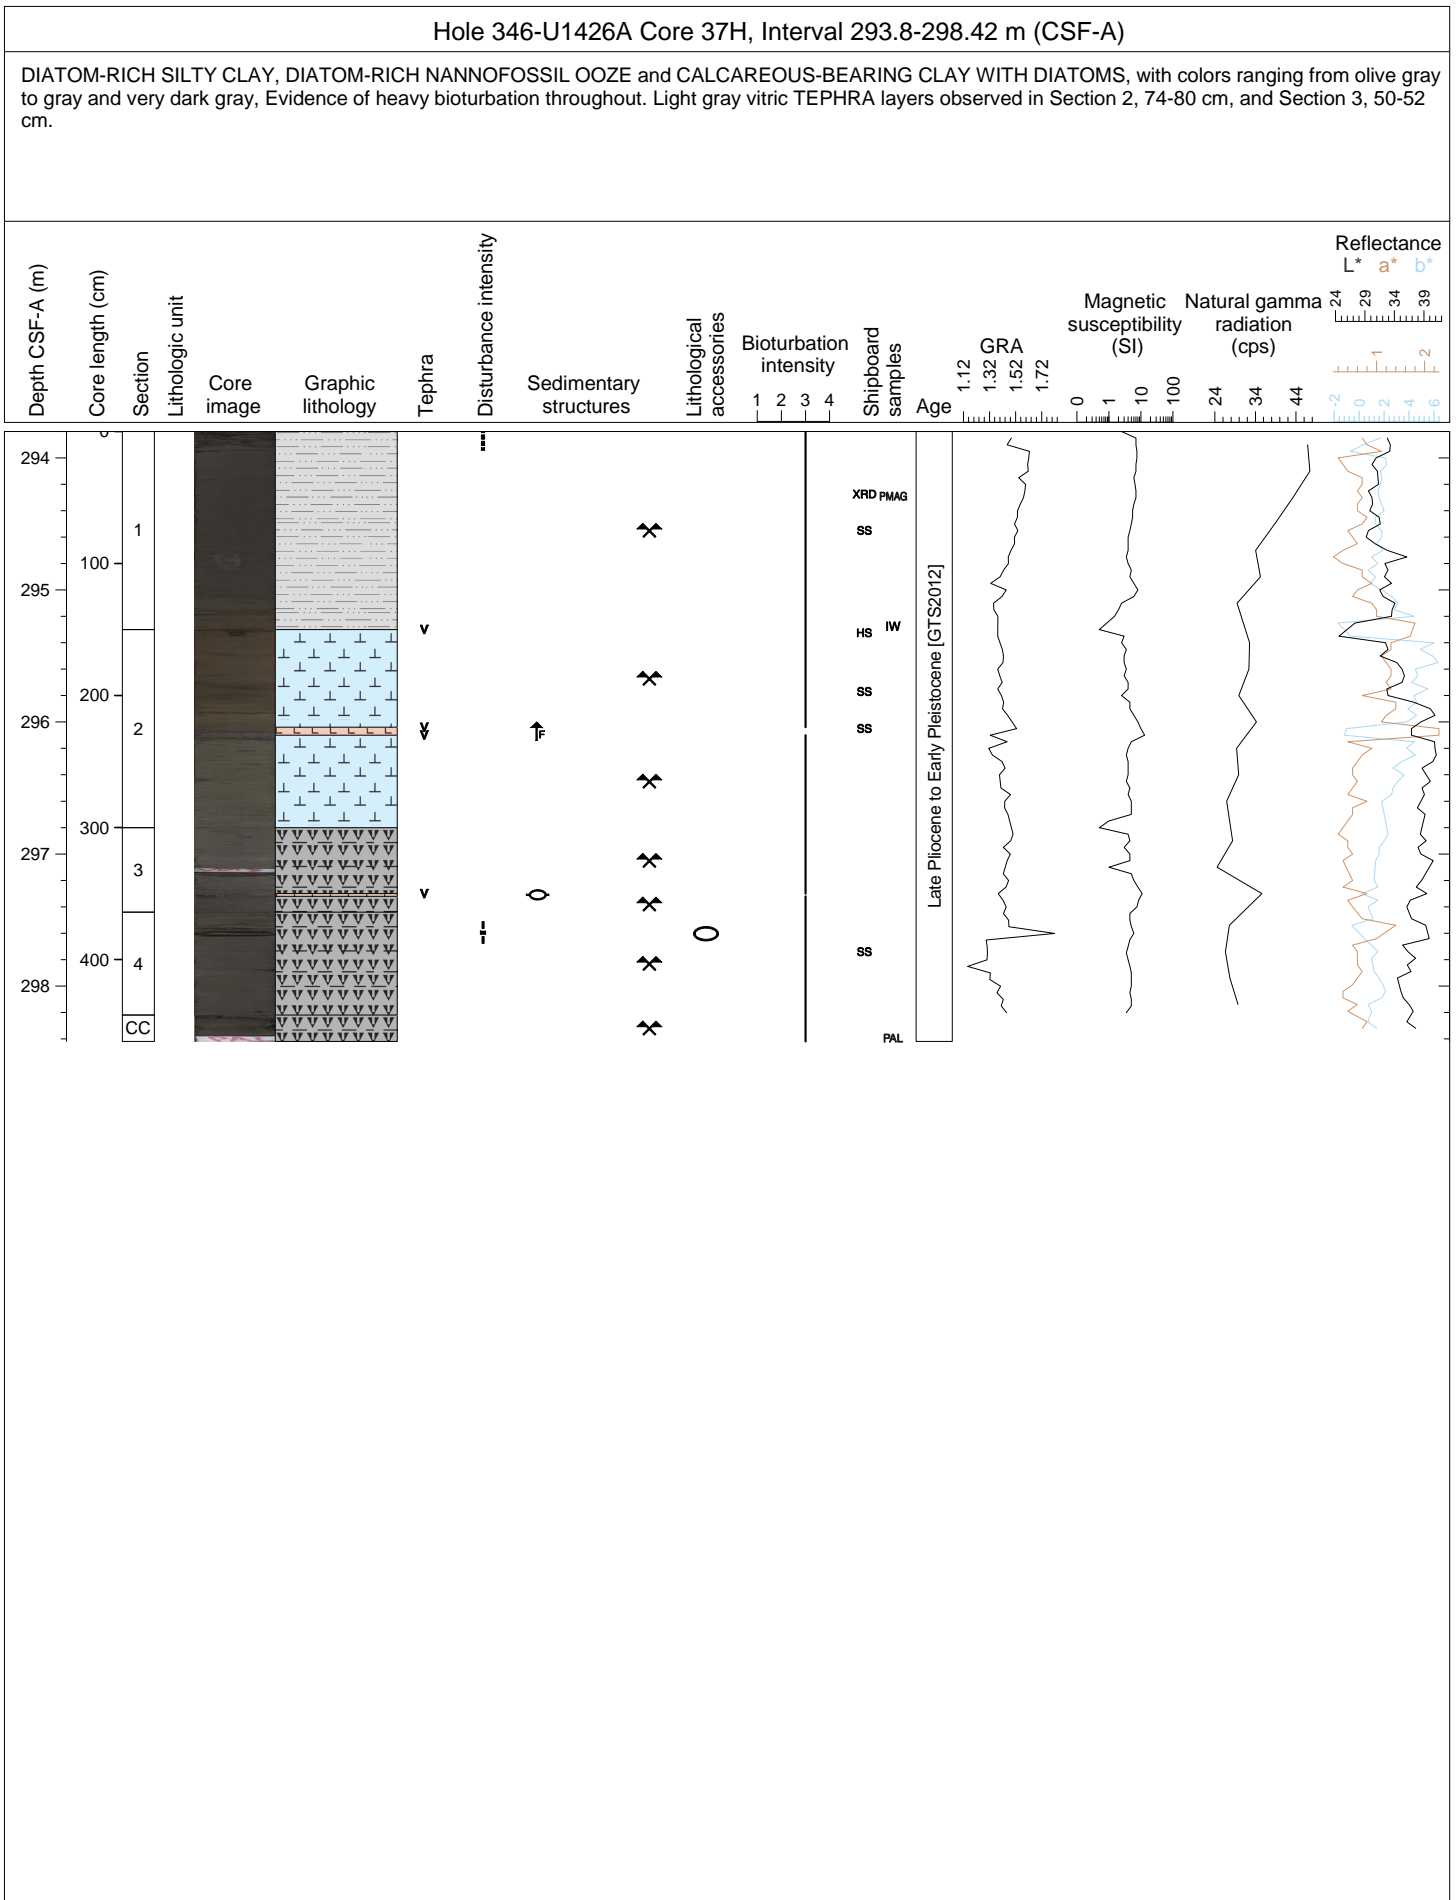 Hole 346-U1426A Core 37H, Interval 293.8-298.42 m (CSF-A)
DIATOM-RICH SILTY CLAY, DIATOM-RICH NANNOFOSSIL OOZE and CALCAREOUS-BEARING CLAY WITH DIATOMS, with colors ranging from olive gray
to gray and very dark gray, Evidence of heavy bioturbation throughout. Light gray vitric TEPHRA layers observed in Section 2, 74-80 cm, and Section 3, 50-52
cm.
Depth CSF-A (m)
Core length (cm)
Section
Lithologic unit
Core
image
Graphic
lithology
Tephra
Disturbance intensity
Sedimentary
structures
Lithological
accessories
Bioturbation
intensity
1 2 3 4
Shipboard
samples
Age
GRA
1.12 1.32 1.52 1.72
Magnetic
susceptibility
(SI)
0 1 10 100
Natural gamma
radiation
(cps)
24 34 44
Reflectance
L* a* b*
24 29 34 39
1 2
-2 0 2 4 6
0
294
XRD PMAG
1
SS
100
295
V
HS IW
SS
200
296
V
2
SS
V
F
300
297
3
V
SS
400
4
298
CC
PAL
Late Pliocene to Early Pleistocene [GTS2012]